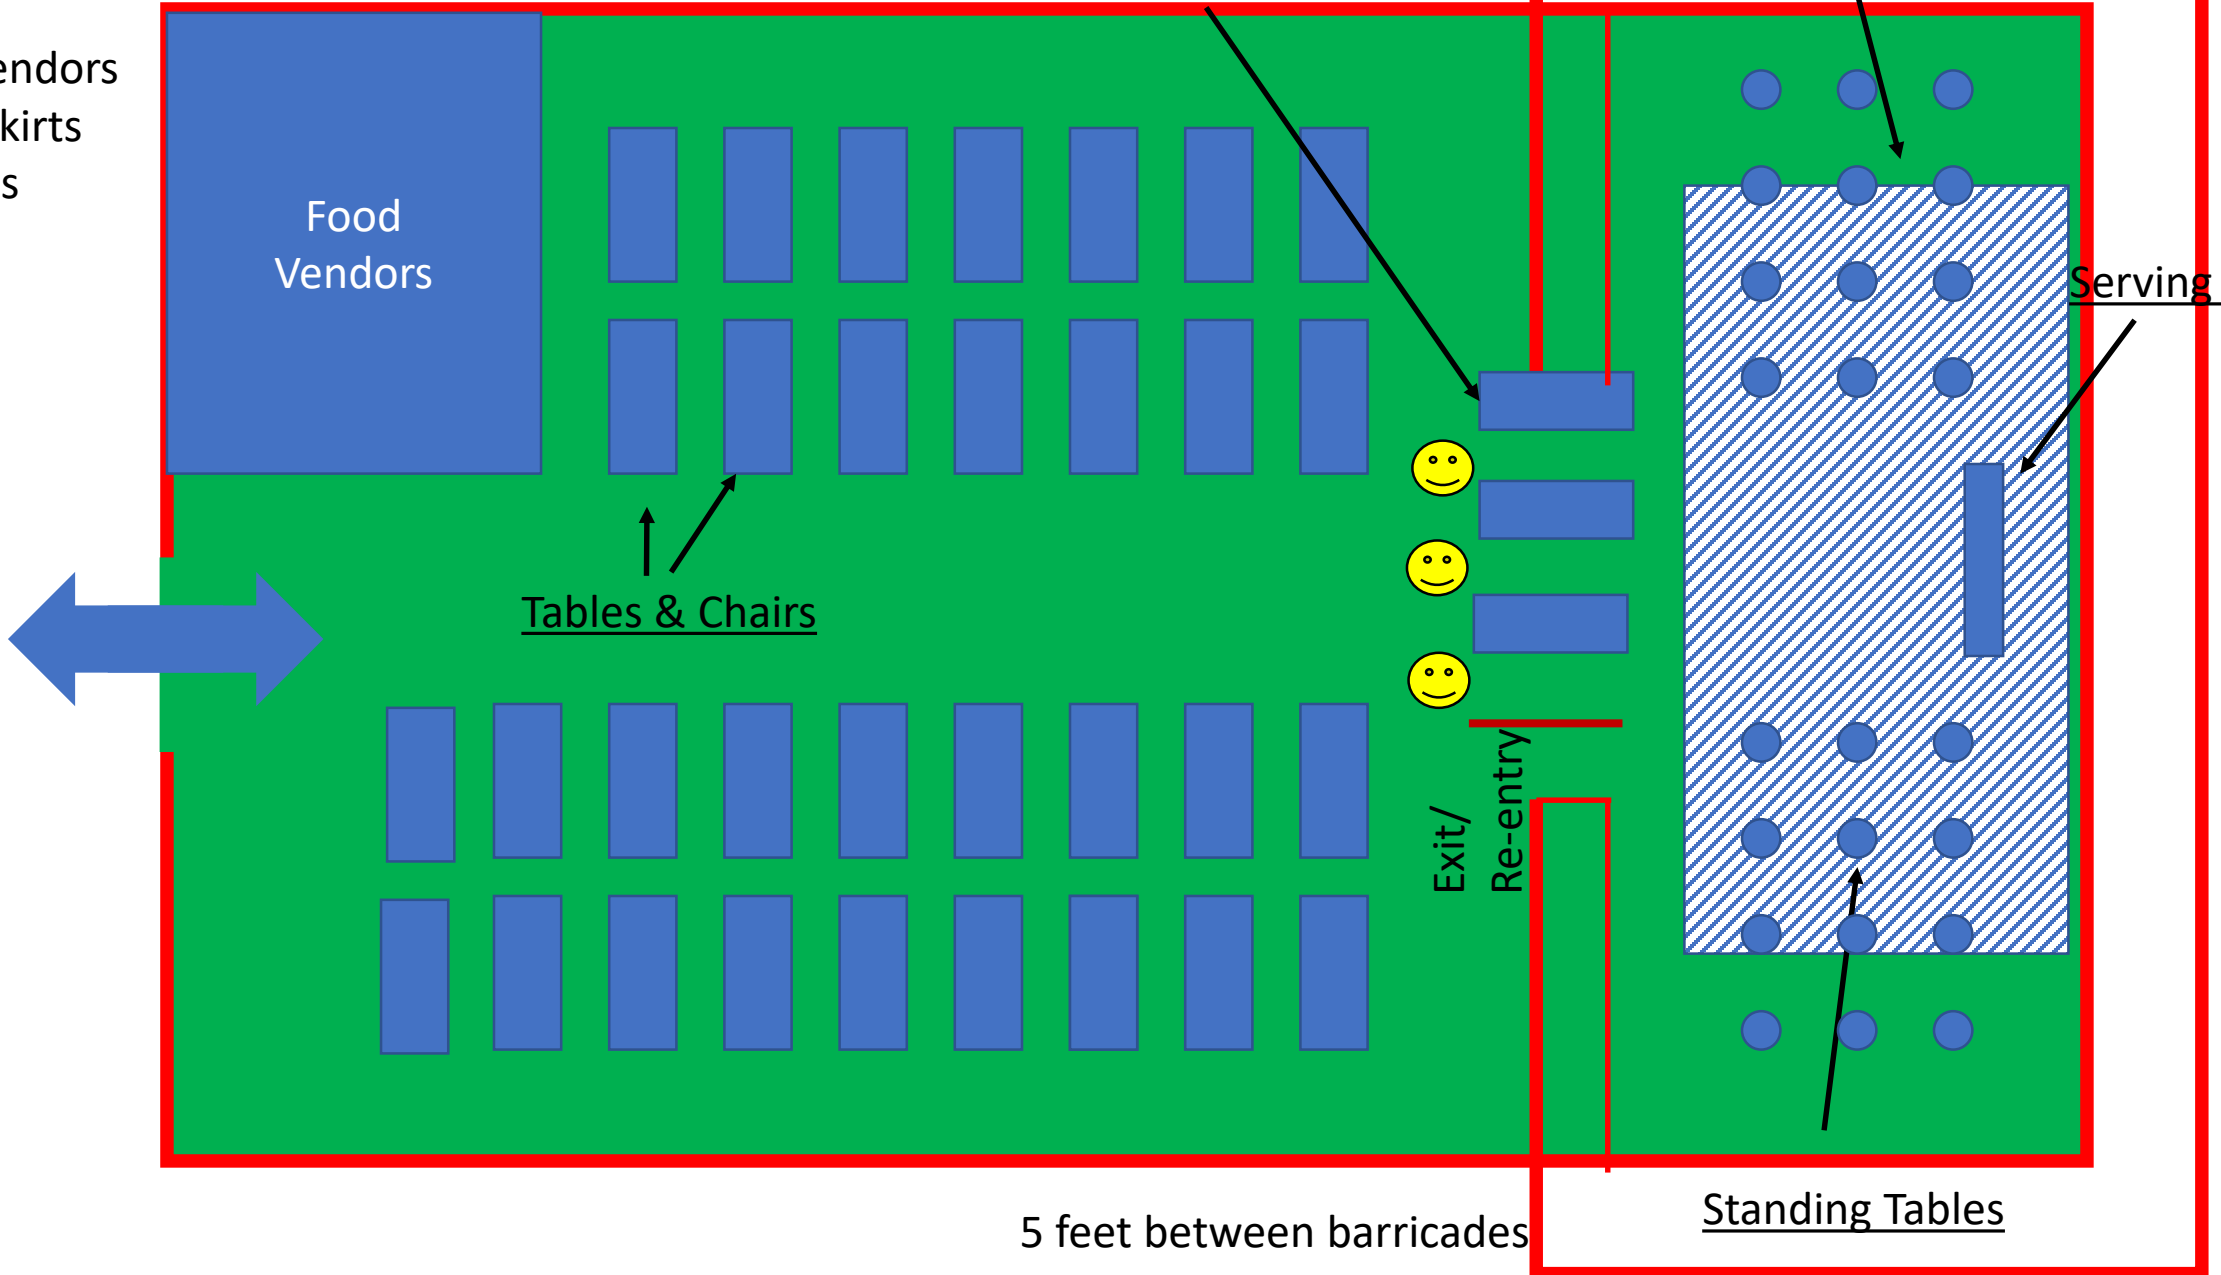 endors
kirts
s
Food
Vendors
Serving
Tables & Chairs
Exit/
Re-entry
Standing Tables
5 feet between barricades